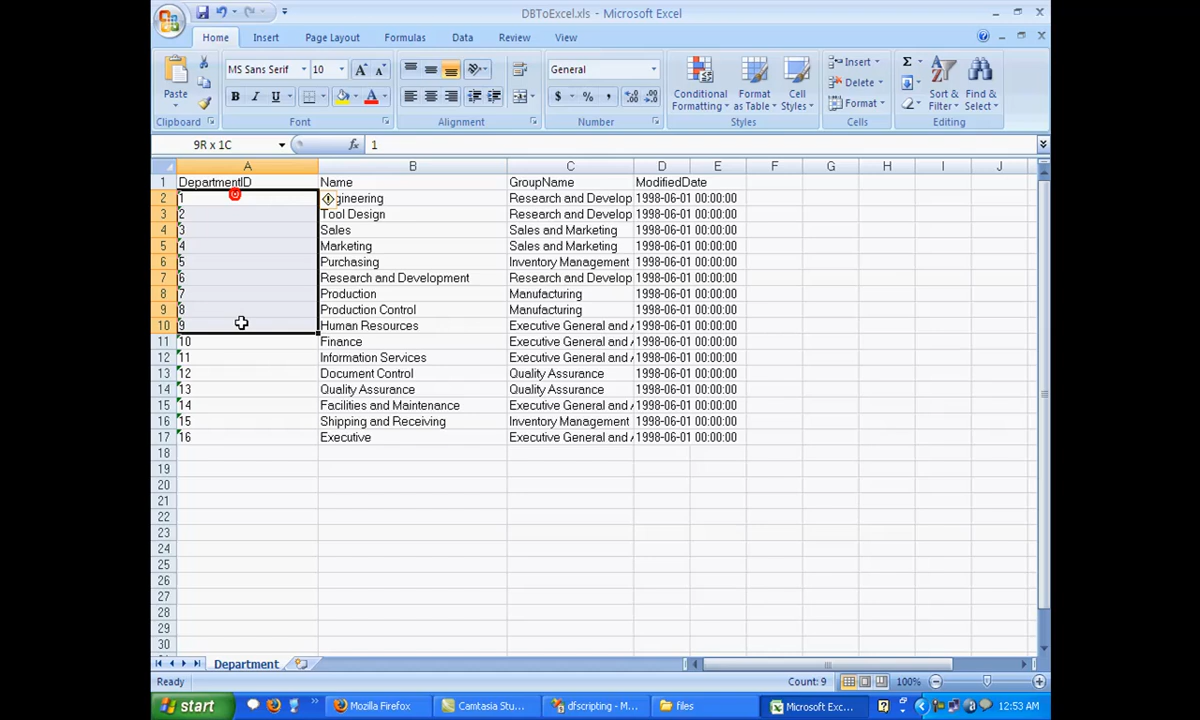 DBToExcel.xls - Microsoft Excel
Home Insert Page Layout Formulas Data Review View
Paste MS Sans Serif 10 A A General Conditional Formatting Format as Table Cell Styles Insert Delete Format Sort & Filter Find & Select
B I U $ % ,
Clipboard Font Alignment Number Styles Cells Editing
9R x 1C fx 1
A B C D E F G H I J
1 DepartmentID Name GroupName ModifiedDate
2 1 gineering Research and Develop 1998-06-01 00:00:00
3 2 Tool Design Research and Develop 1998-06-01 00:00:00
4 3 Sales Sales and Marketing 1998-06-01 00:00:00
5 4 Marketing Sales and Marketing 1998-06-01 00:00:00
6 5 Purchasing Inventory Management 1998-06-01 00:00:00
7 6 Research and Development Research and Develop 1998-06-01 00:00:00
8 7 Production Manufacturing 1998-06-01 00:00:00
9 8 Production Control Manufacturing 1998-06-01 00:00:00
10 9 Human Resources Executive General and A 1998-06-01 00:00:00
11 10 Finance Executive General and A 1998-06-01 00:00:00
12 11 Information Services Executive General and A 1998-06-01 00:00:00
13 12 Document Control Quality Assurance 1998-06-01 00:00:00
14 13 Quality Assurance Quality Assurance 1998-06-01 00:00:00
15 14 Facilities and Maintenance Executive General and A 1998-06-01 00:00:00
16 15 Shipping and Receiving Inventory Management 1998-06-01 00:00:00
17 16 Executive Executive General and A 1998-06-01 00:00:00
18
19
20
21
22
23
24
25
26
27
28
29
30
Department
Ready Count: 9 100%
start Mozilla Firefox Camtasia Stu... dfscripting - M... files Microsoft Exc... 12:53 AM